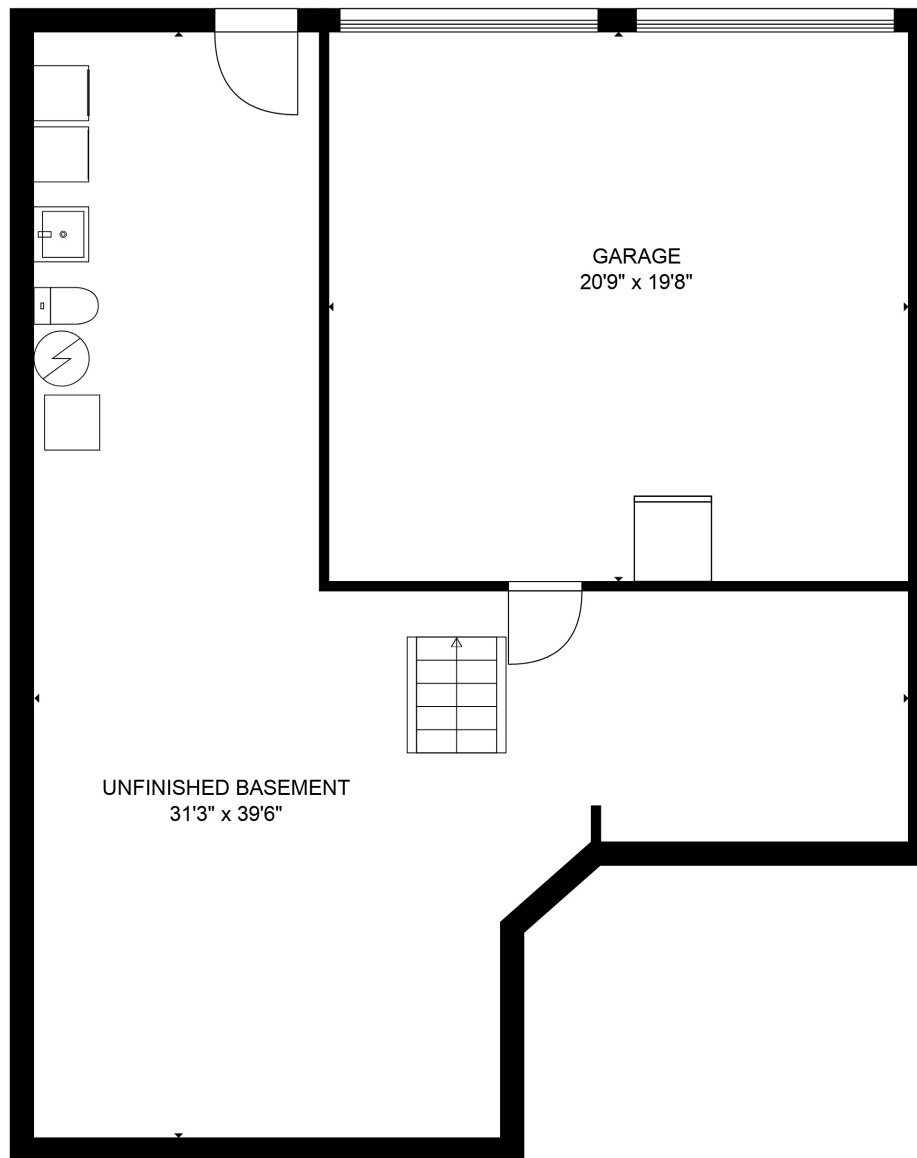 GARAGE
20'9" x 19'8"
UNFINISHED BASEMENT
31'3" x 39'6"